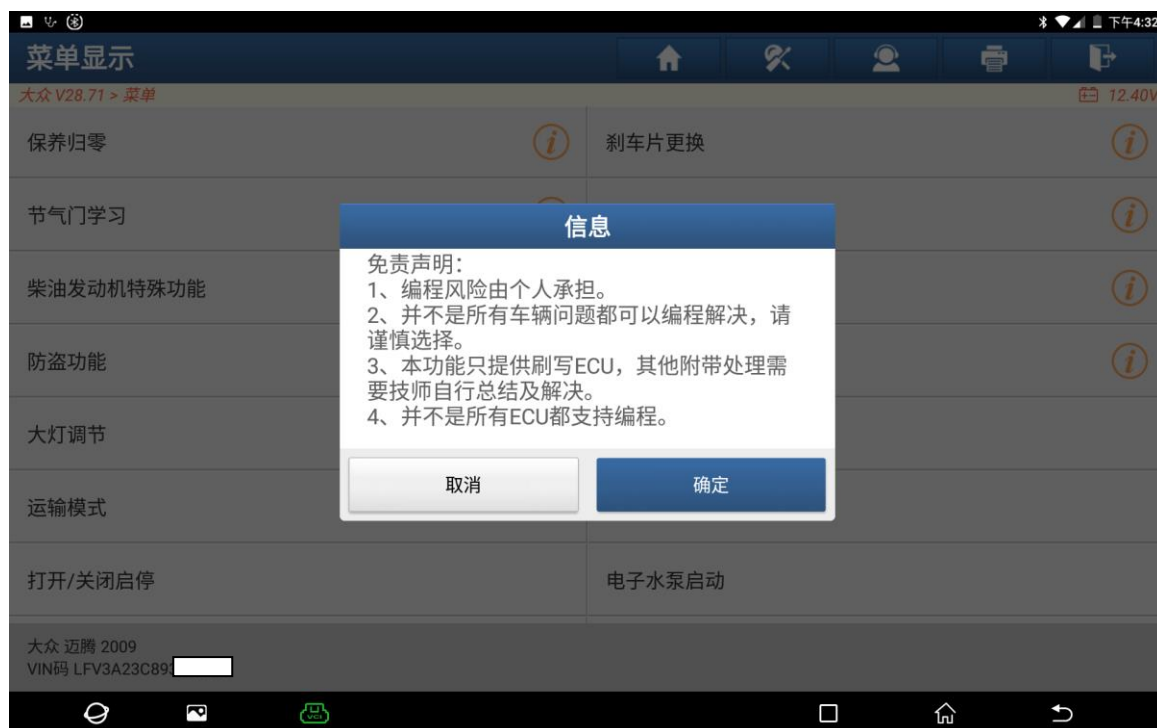 下午4:32
菜单显示
大众 V28.71 > 菜单
12.40V
保养归零
刹车片更换
节气门学习
柴油发动机特殊功能
防盗功能
大灯调节
运输模式
打开/关闭启停
电子水泵启动
信息
免责声明：
1、编程风险由个人承担。
2、并不是所有车辆问题都可以编程解决，请
谨慎选择。
3、本功能只提供刷写ECU，其他附带处理需
要技师自行总结及解决。
4、并不是所有ECU都支持编程。
取消
确定
大众 迈腾 2009
VIN码 LFV3A23C89
VCI